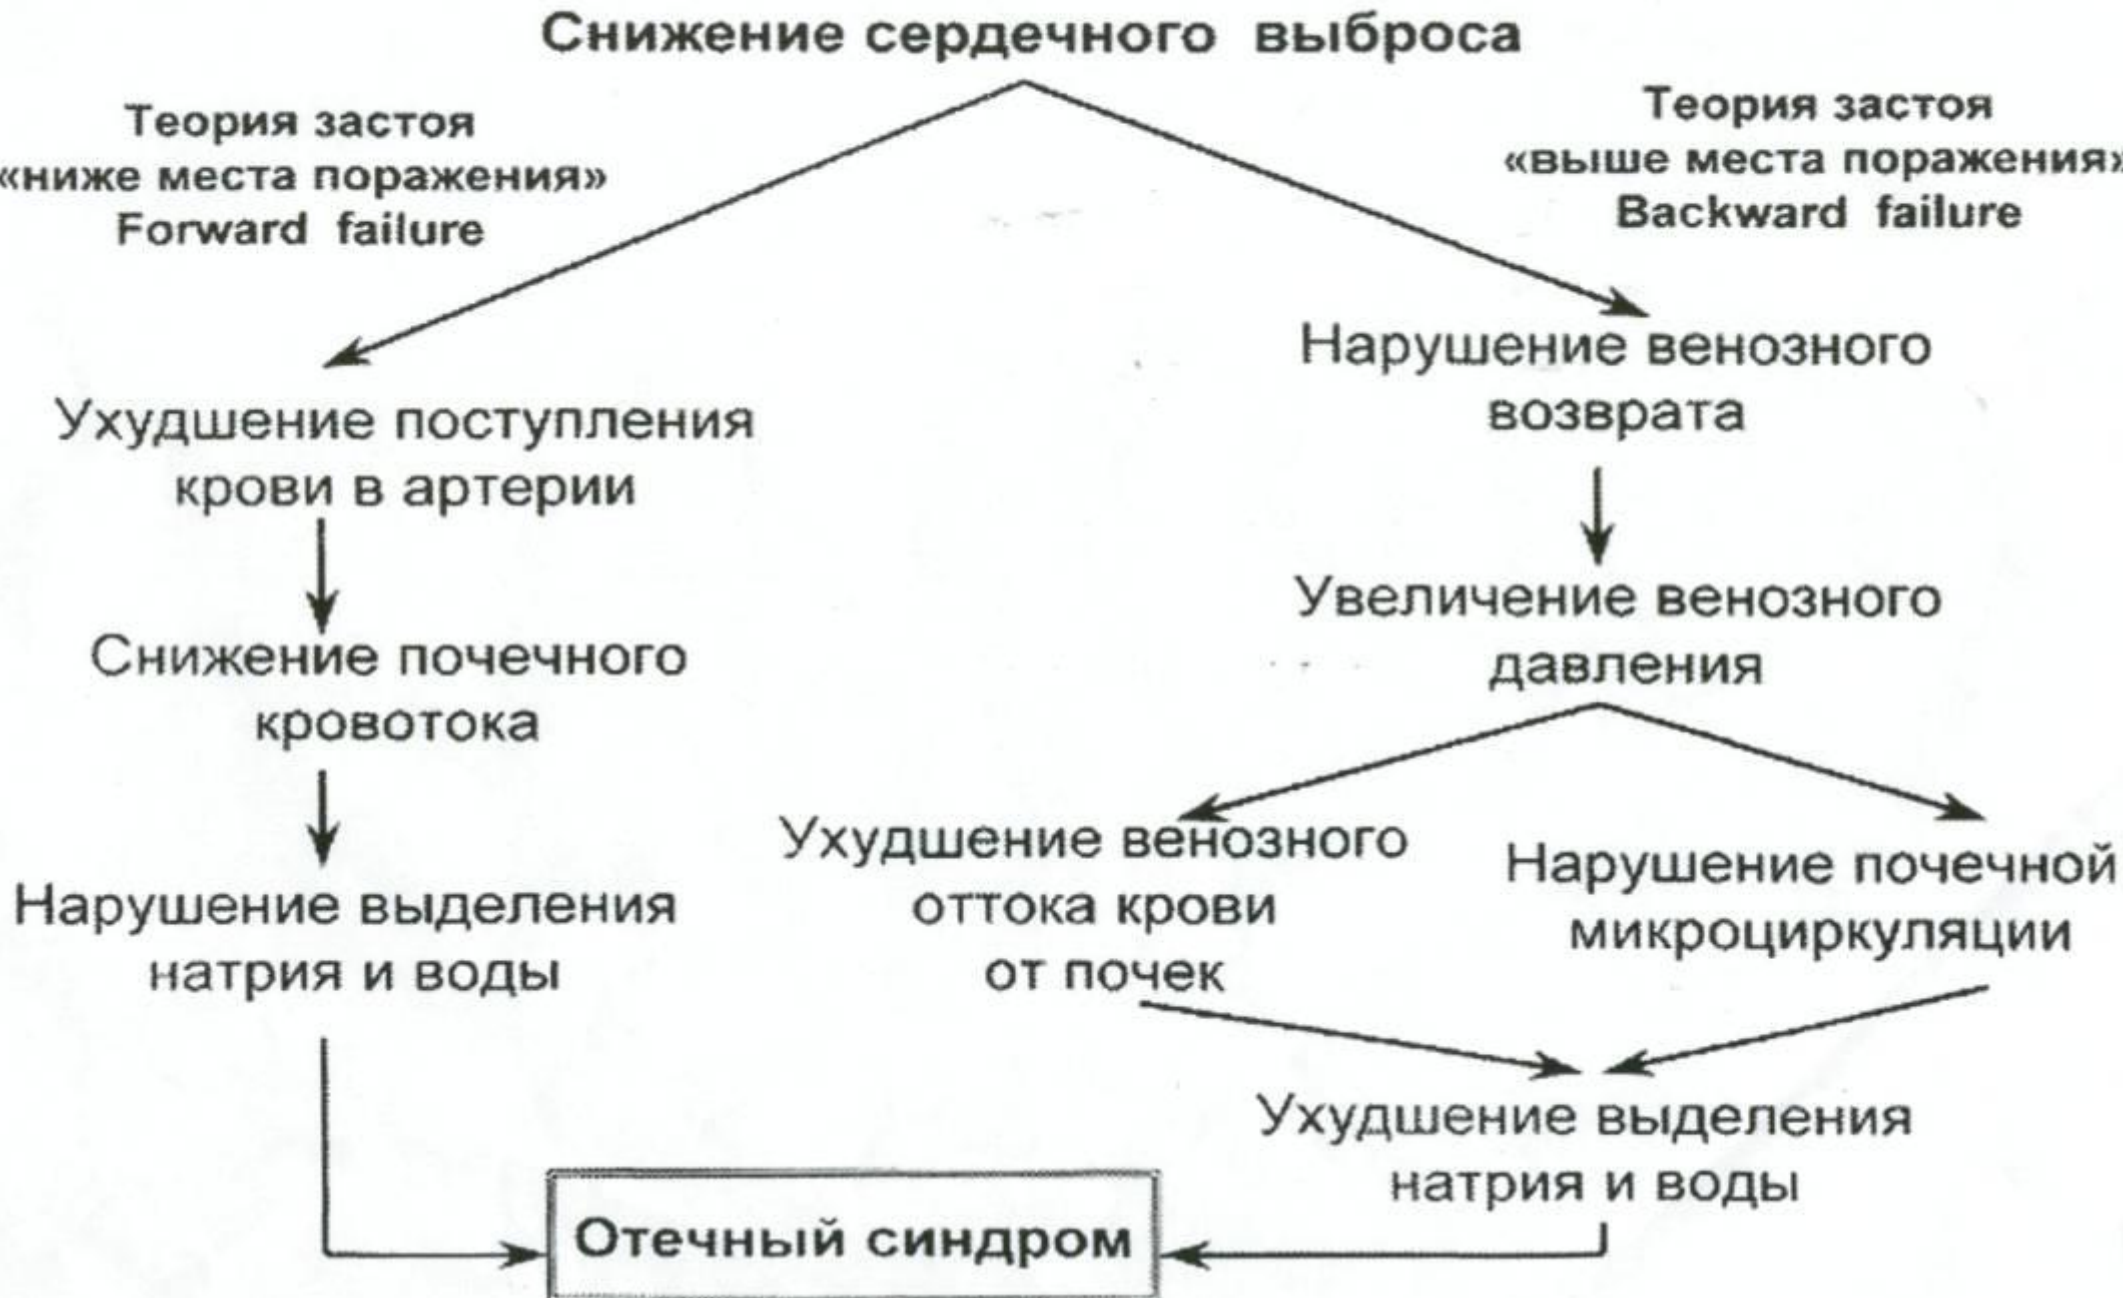 Снижение сердечного выброса
Теория застоя
«ниже места поражения»
Forward failure
Теория застоя
«выше места поражения»
Backward failure
Ухудшение поступления
крови в артерии
Снижение почечного
кровотока
Нарушение выделения
натрия и воды
Нарушение венозного
возврата
Увеличение венозного
давления
Ухудшение венозного
оттока крови
от почек
Нарушение почечной
микроциркуляции
Ухудшение выделения
натрия и воды
Отечный синдром